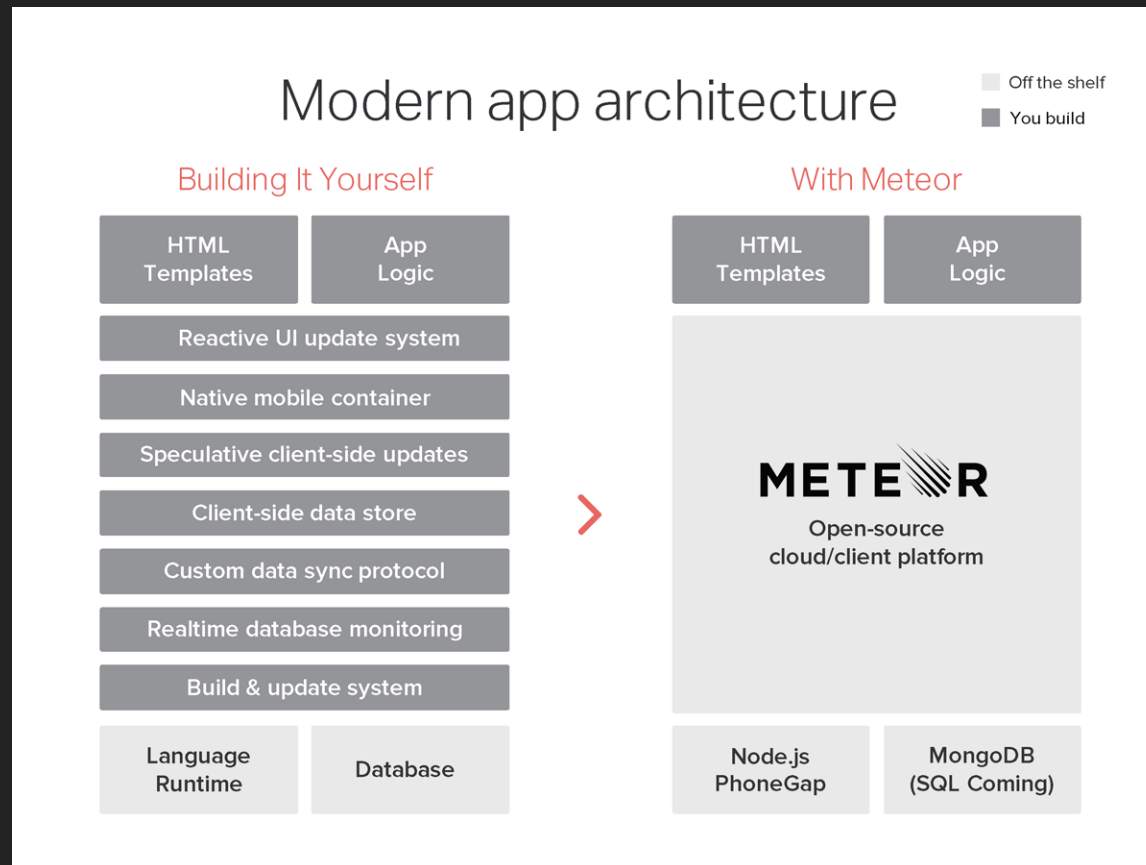 Modern app architecture
Off the shelf
You build
Building It Yourself
HTML
Templates
App
Logic
Reactive UI update system
Native mobile container
Speculative client-side updates
Client-side data store
Custom data sync protocol
Realtime database monitoring
Build & update system
Language
Runtime
Database
With Meteor
HTML
Templates
App
Logic
METEOR
Open-source
cloud/client platform
Node.js
PhoneGap
MongoDB
(SQL Coming)